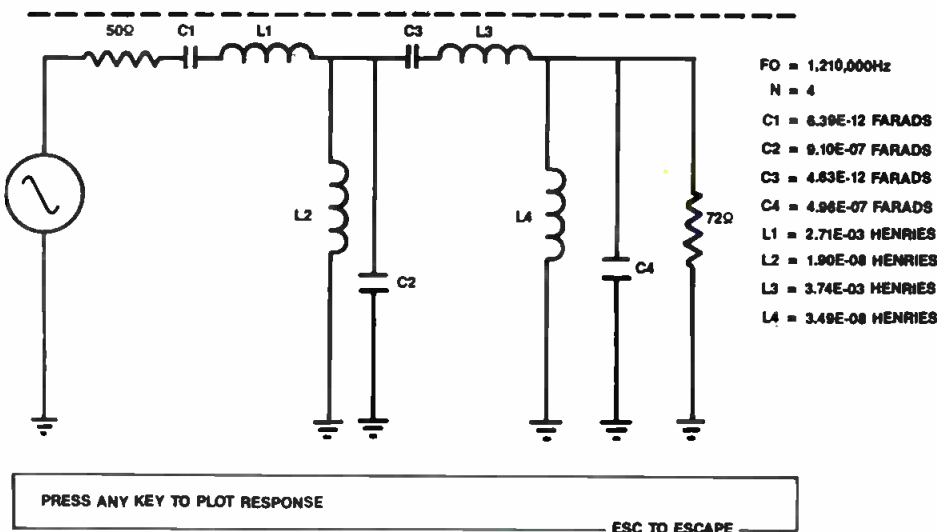 50Ω
C1
L1
C3
L3
L2
C2
L4
C4
72Ω
FO = 1,210,000Hz
N = 4
C1 = 6.39E-12 FARADS
C2 = 9.10E-07 FARADS
C3 = 4.63E-12 FARADS
C4 = 4.96E-07 FARADS
L1 = 2.71E-03 HENRIES
L2 = 1.90E-08 HENRIES
L3 = 3.74E-03 HENRIES
L4 = 3.49E-08 HENRIES
PRESS ANY KEY TO PLOT RESPONSE
ESC TO ESCAPE